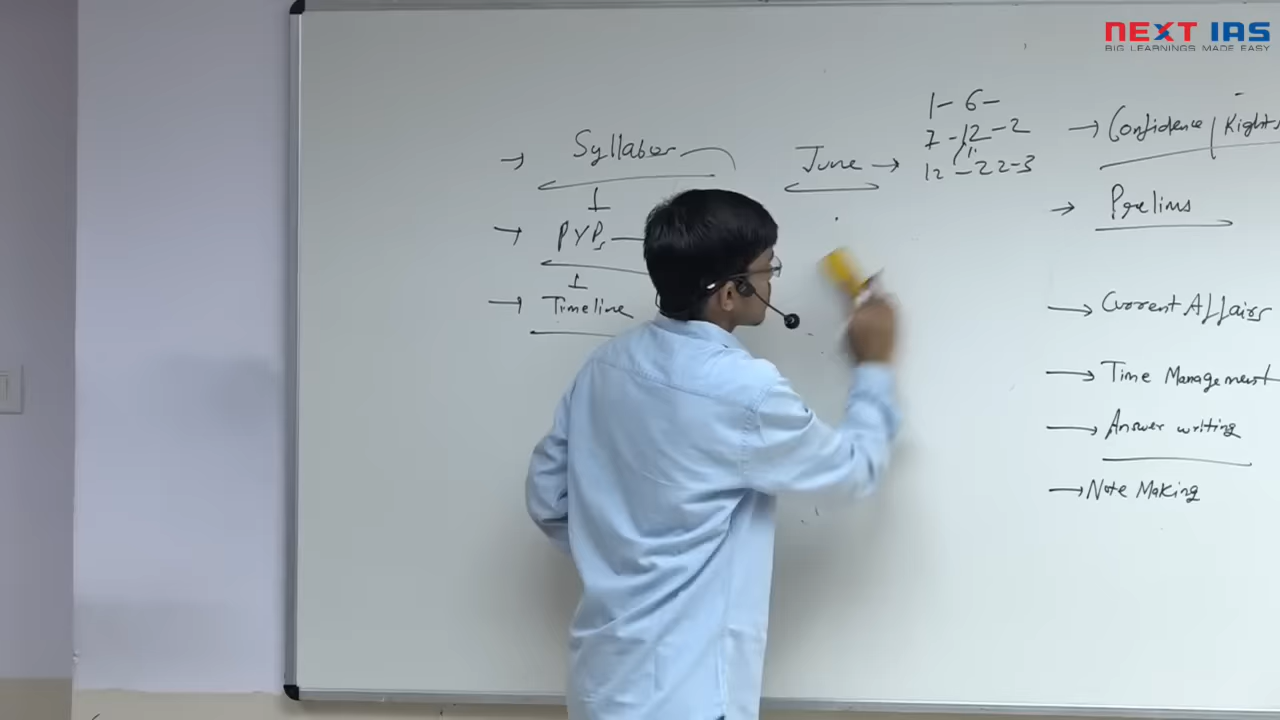 NEXT IAS
BIG LEARNINGS MADE EASY
→ Syllabus
↓
→ PYPs
↓
→ Timeline
June →
1 - 6 -
7 - 12 - 2
12 - 22 - 3
→ Confidence | Rights
→ Prelims
→ Current Affairs
→ Time Management
→ Answer writing
→ Note Making